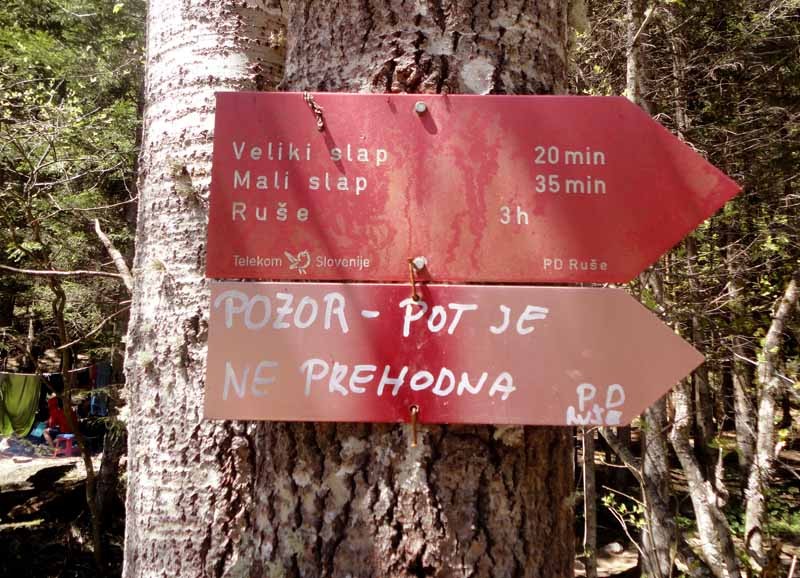 Veliki slap 20 min
Mali slap 35 min
Ruše 3h
Telekom Slovenije PD Ruše
POZOR - POT JE
NE PREHODNA
PD
RUŠE